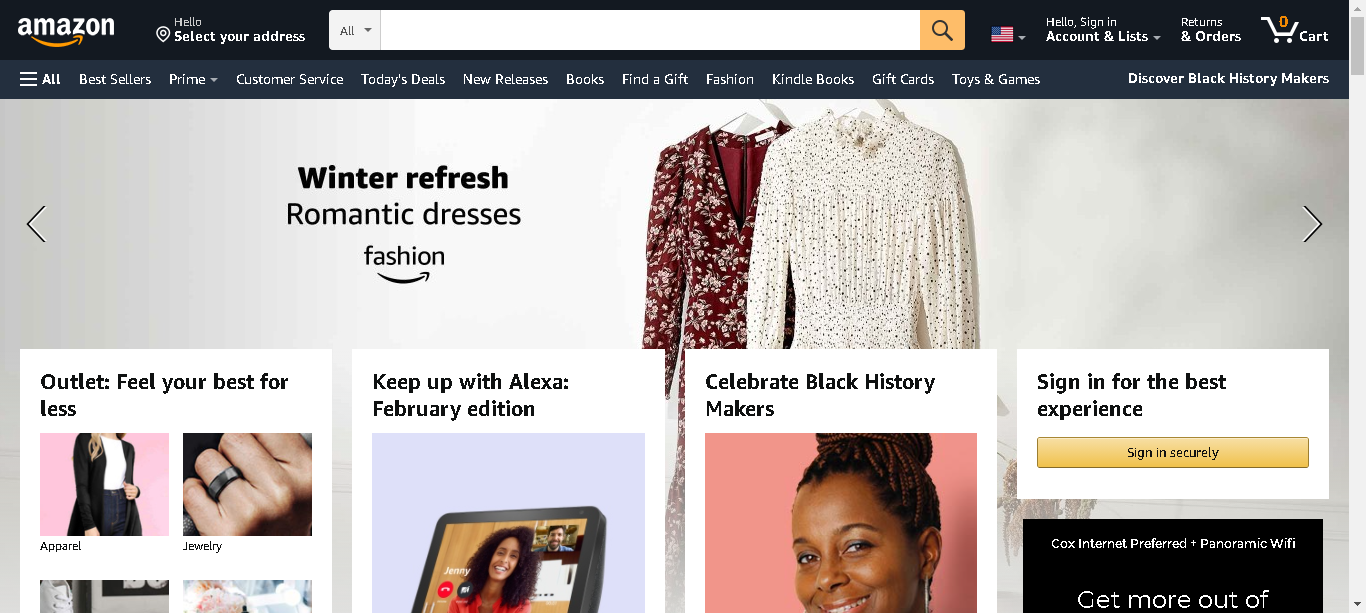 amazon
Hello
Select your address
All
Hello, Sign in
Account & Lists
Returns
& Orders
0
Cart
All
Best Sellers
Prime
Customer Service
Today's Deals
New Releases
Books
Find a Gift
Fashion
Kindle Books
Gift Cards
Toys & Games
Discover Black History Makers
Winter refresh
Romantic dresses
fashion
Outlet: Feel your best for
less
Apparel
Jewelry
Keep up with Alexa:
February edition
Jenny
Celebrate Black History
Makers
Sign in for the best
experience
Sign in securely
Cox Internet Preferred + Panoramic Wifi
Get more out of